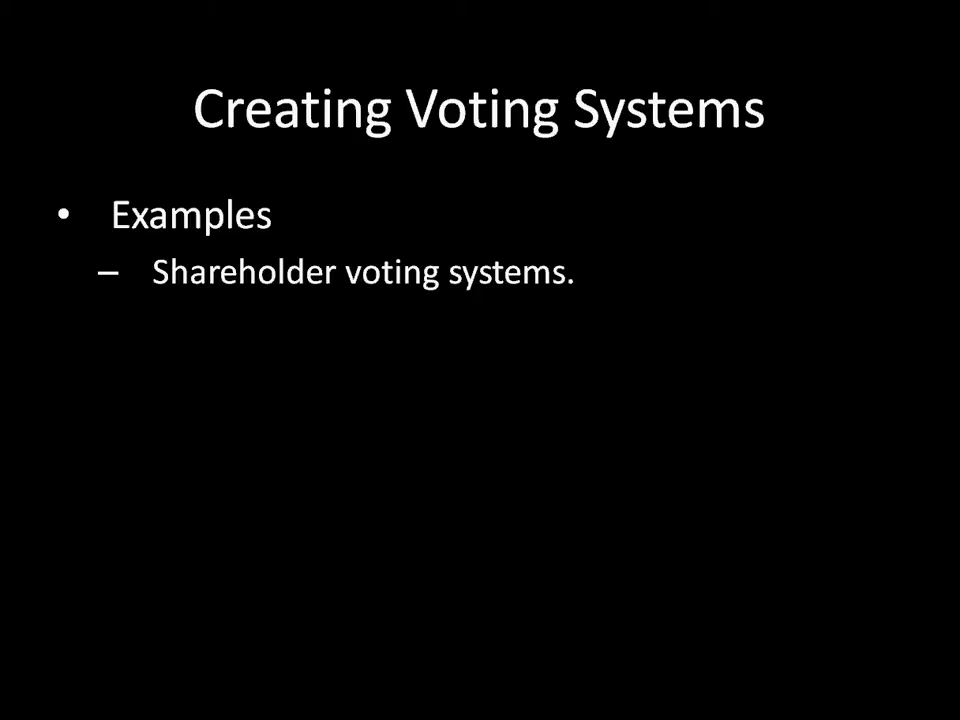 Creating Voting Systems
• Examples
– Shareholder voting systems.